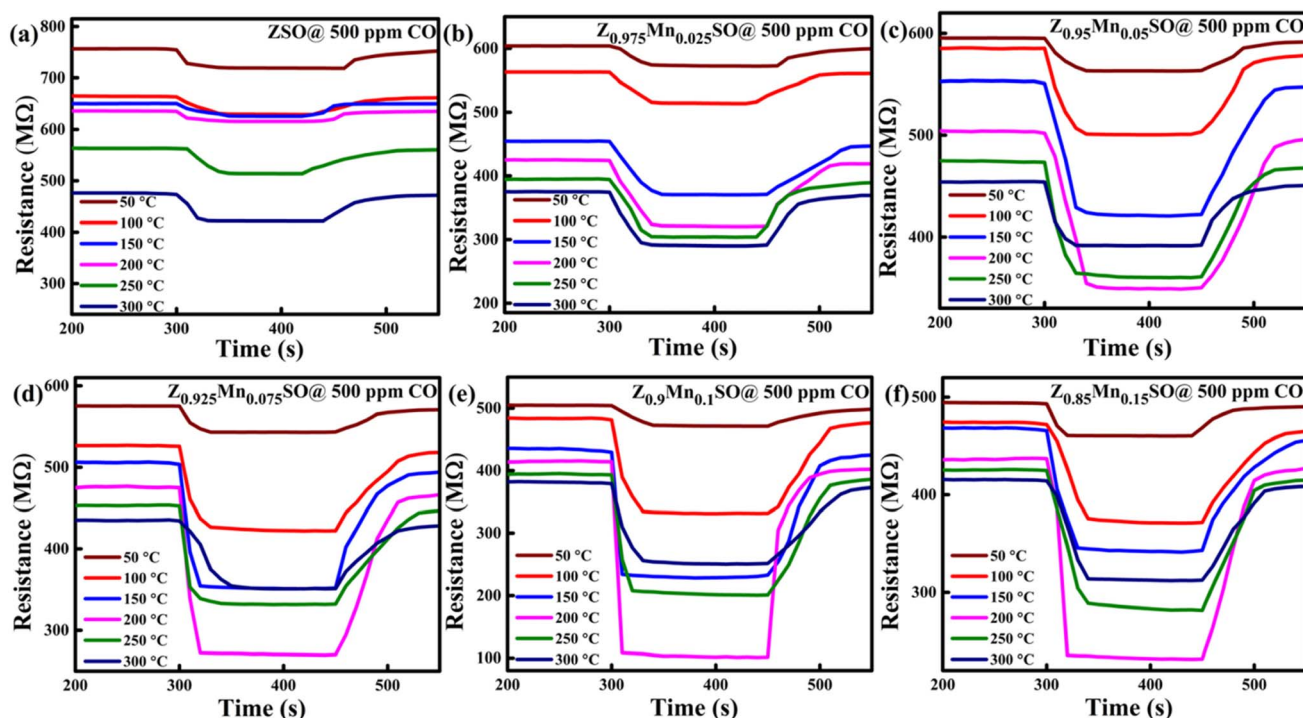 (a)
ZSO@ 500 ppm CO
800
700
600
500
400
300
Resistance (MΩ)
50 °C
100 °C
150 °C
200 °C
250 °C
300 °C
200 300 400 500
Time (s)
(b)
Z0.975Mn0.025SO@ 500 ppm CO
600
500
400
300
200
Resistance (MΩ)
50 °C
100 °C
150 °C
200 °C
250 °C
300 °C
200 300 400 500
Time (s)
(c)
Z0.95Mn0.05SO@ 500 ppm CO
600
500
400
Resistance (MΩ)
50 °C
100 °C
150 °C
200 °C
250 °C
300 °C
200 300 400 500
Time (s)
(d)
Z0.925Mn0.075SO@ 500 ppm CO
600
500
400
300
Resistance (MΩ)
50 °C
100 °C
150 °C
200 °C
250 °C
300 °C
200 300 400 500
Time (s)
(e)
Z0.9Mn0.1SO@ 500 ppm CO
500
400
300
200
100
Resistance (MΩ)
50 °C
100 °C
150 °C
200 °C
250 °C
300 °C
200 300 400 500
Time (s)
(f)
Z0.85Mn0.15SO@ 500 ppm CO
500
400
300
Resistance (MΩ)
50 °C
100 °C
150 °C
200 °C
250 °C
300 °C
200 300 400 500
Time (s)